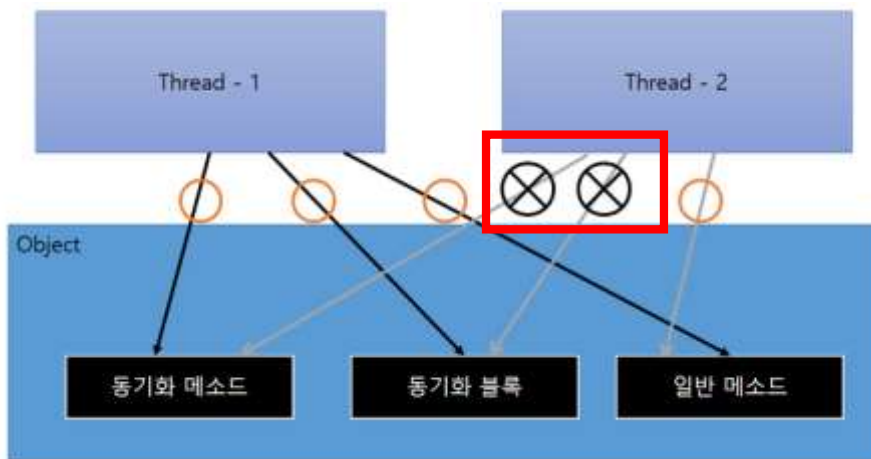 Thread - 1
Thread - 2
Object
동기화 메소드
동기화 블록
일반 메소드